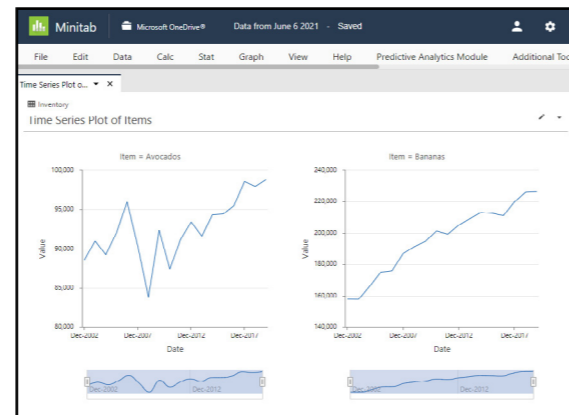 Minitab Microsoft OneDrive® Data from June 6 2021 - Saved
File Edit Data Calc Stat Graph View Help Predictive Analytics Module Additional Too
Time Series Plot o... ×
Inventory
Time Series Plot of Items
Item = Avocados
100,000
95,000
90,000
85,000
80,000
Value
Dec-2002 Dec-2007 Dec-2012 Dec-2017
Date
Dec-2002 Dec-2012
Item = Bananas
240,000
220,000
200,000
180,000
160,000
140,000
Value
Dec-2002 Dec-2007 Dec-2012 Dec-2017
Date
Dec-2002 Dec-2012